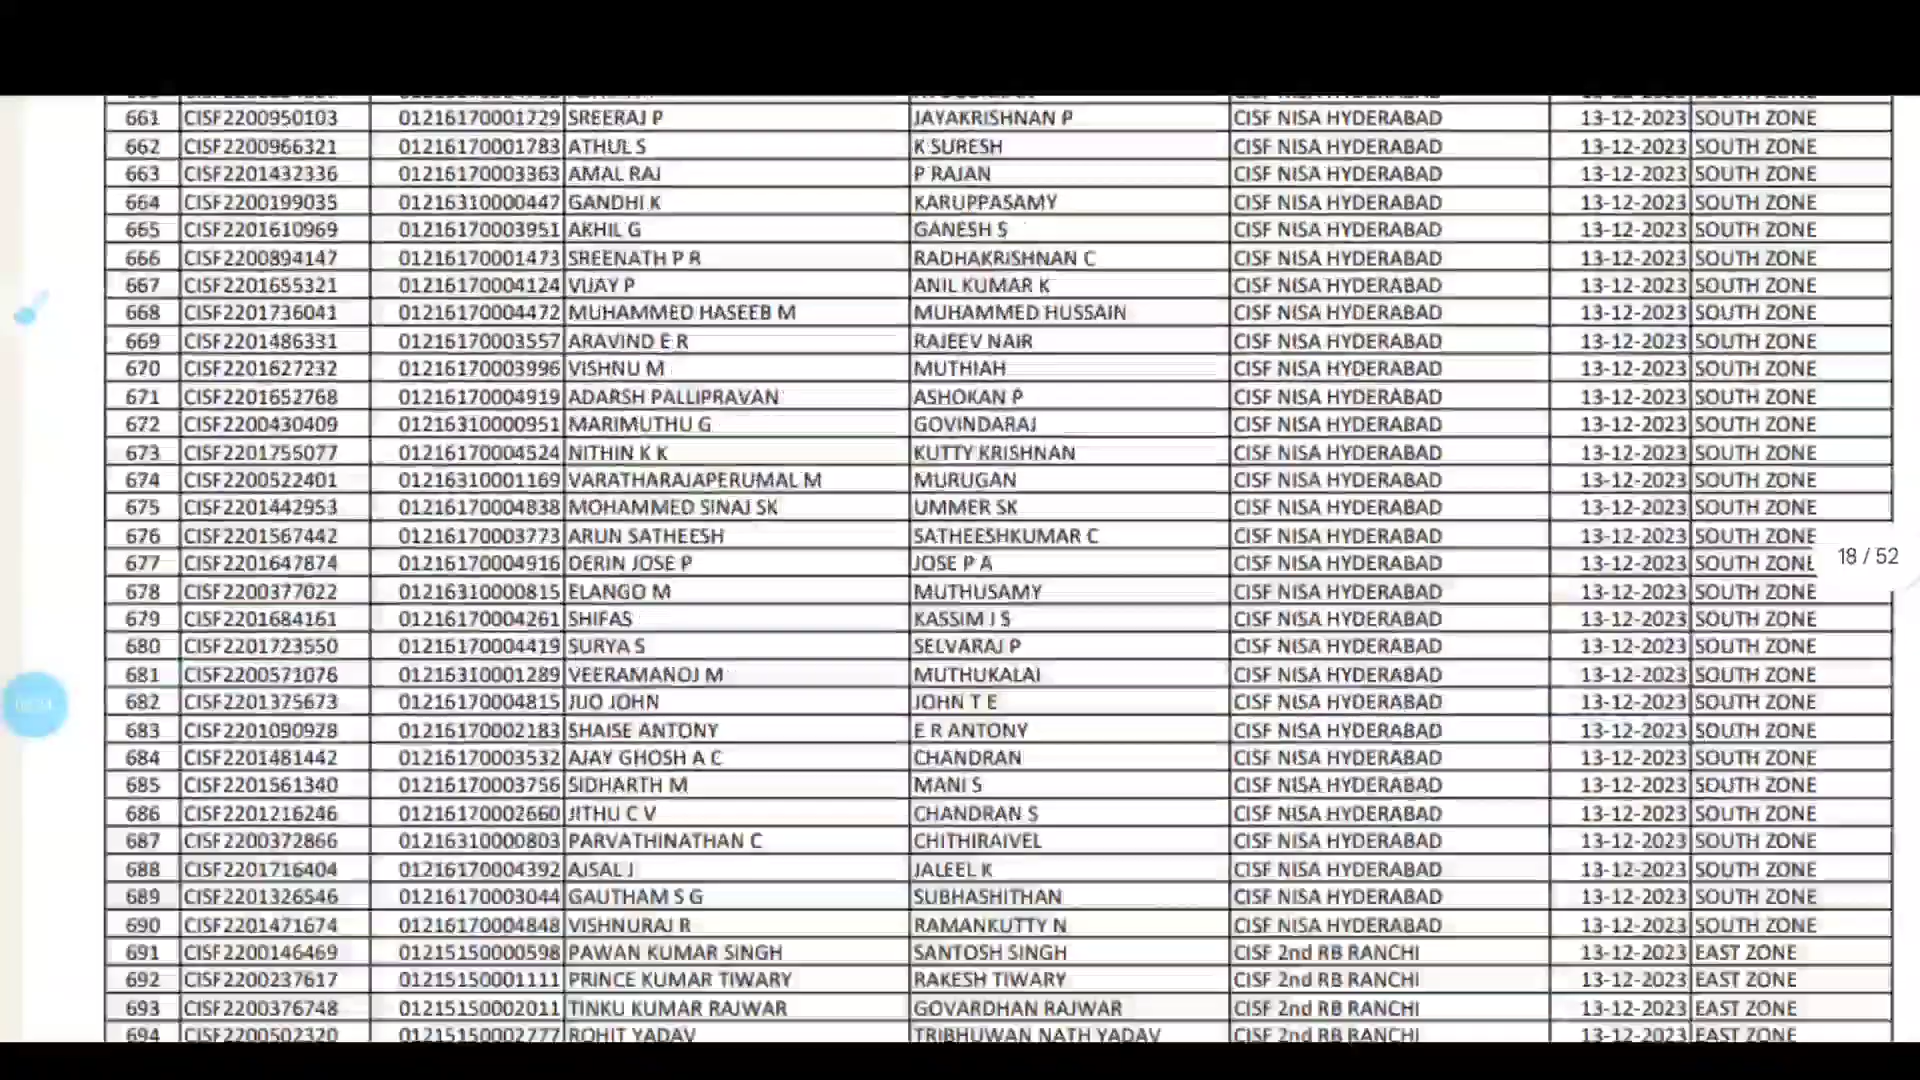 661 CISF2200950103 01216170001729 SREERAJ P JAYAKRISHNAN P CISF NISA HYDERABAD 13-12-2023 SOUTH ZONE
662 CISF2200966321 01216170001783 ATHUL S K SURESH CISF NISA HYDERABAD 13-12-2023 SOUTH ZONE
663 CISF2201432336 01216170003363 AMAL RAJ P RAJAN CISF NISA HYDERABAD 13-12-2023 SOUTH ZONE
664 CISF2200199035 01216310000447 GANDHI K KARUPPASAMY CISF NISA HYDERABAD 13-12-2023 SOUTH ZONE
665 CISF2201610969 01216170003951 AKHIL G GANESH S CISF NISA HYDERABAD 13-12-2023 SOUTH ZONE
666 CISF2200894147 01216170001473 SREENATH P R RADHAKRISHNAN C CISF NISA HYDERABAD 13-12-2023 SOUTH ZONE
667 CISF2201655321 01216170004124 VIJAY P ANIL KUMAR K CISF NISA HYDERABAD 13-12-2023 SOUTH ZONE
668 CISF2201736041 01216170004472 MUHAMMED HASEEB M MUHAMMED HUSSAIN CISF NISA HYDERABAD 13-12-2023 SOUTH ZONE
669 CISF2201486331 01216170003557 ARAVIND E R RAJEEV NAIR CISF NISA HYDERABAD 13-12-2023 SOUTH ZONE
670 CISF2201627232 01216170003996 VISHNU M MUTHIAH CISF NISA HYDERABAD 13-12-2023 SOUTH ZONE
671 CISF2201652768 01216170004919 ADARSH PALLIPRAVAN ASHOKAN P CISF NISA HYDERABAD 13-12-2023 SOUTH ZONE
672 CISF2200430409 01216310000951 MARIMUTHU G GOVINDARAJ CISF NISA HYDERABAD 13-12-2023 SOUTH ZONE
673 CISF2201755077 01216170004524 NITHIN K K KUTTY KRISHNAN CISF NISA HYDERABAD 13-12-2023 SOUTH ZONE
674 CISF2200522401 01216310001169 VARATHARAJAPERUMAL M MURUGAN CISF NISA HYDERABAD 13-12-2023 SOUTH ZONE
675 CISF2201442953 01216170004838 MOHAMMED SINAJ SK UMMER SK CISF NISA HYDERABAD 13-12-2023 SOUTH ZONE
676 CISF2201567442 01216170003773 ARUN SATHEESH SATHEESHKUMAR C CISF NISA HYDERABAD 13-12-2023 SOUTH ZONE
18 / 52
677 CISF2201647874 01216170004916 DERIN JOSE P JOSE P A CISF NISA HYDERABAD 13-12-2023 SOUTH ZONE
678 CISF2200377022 01216310000815 ELANGO M MUTHUSAMY CISF NISA HYDERABAD 13-12-2023 SOUTH ZONE
679 CISF2201684161 01216170004261 SHIFAS KASSIM J S CISF NISA HYDERABAD 13-12-2023 SOUTH ZONE
680 CISF2201723550 01216170004419 SURYA S SELVARAJ P CISF NISA HYDERABAD 13-12-2023 SOUTH ZONE
681 CISF2200571076 01216310001289 VEERAMANOJ M MUTHUKALAI CISF NISA HYDERABAD 13-12-2023 SOUTH ZONE
682 CISF2201375673 01216170004815 JIJO JOHN JOHN T E CISF NISA HYDERABAD 13-12-2023 SOUTH ZONE
683 CISF2201090928 01216170002183 SHAISE ANTONY E R ANTONY CISF NISA HYDERABAD 13-12-2023 SOUTH ZONE
684 CISF2201481442 01216170003532 AJAY GHOSH A C CHANDRAN CISF NISA HYDERABAD 13-12-2023 SOUTH ZONE
685 CISF2201561340 01216170003756 SIDHARTH M MANI S CISF NISA HYDERABAD 13-12-2023 SOUTH ZONE
686 CISF2201216246 01216170002660 JITHU C V CHANDRAN S CISF NISA HYDERABAD 13-12-2023 SOUTH ZONE
687 CISF2200372866 01216310000803 PARVATHINATHAN C CHITHIRAIVEL CISF NISA HYDERABAD 13-12-2023 SOUTH ZONE
688 CISF2201716404 01216170004392 AJSAL J JALEEL K CISF NISA HYDERABAD 13-12-2023 SOUTH ZONE
689 CISF2201326546 01216170003044 GAUTHAM S G SUBHASHITHAN CISF NISA HYDERABAD 13-12-2023 SOUTH ZONE
690 CISF2201471674 01216170004848 VISHNURAJ R RAMANKUTTY N CISF NISA HYDERABAD 13-12-2023 SOUTH ZONE
691 CISF2200146469 01215150000598 PAWAN KUMAR SINGH SANTOSH SINGH CISF 2nd RB RANCHI 13-12-2023 EAST ZONE
692 CISF2200237617 01215150001111 PRINCE KUMAR TIWARY RAKESH TIWARY CISF 2nd RB RANCHI 13-12-2023 EAST ZONE
693 CISF2200376748 01215150002011 TINKU KUMAR RAJWAR GOVARDHAN RAJWAR CISF 2nd RB RANCHI 13-12-2023 EAST ZONE
694 CISF2200502320 01215150002777 ROHIT YADAV TRIBHUWAN NATH YADAV CISF 2nd RB RANCHI 13-12-2023 EAST ZONE